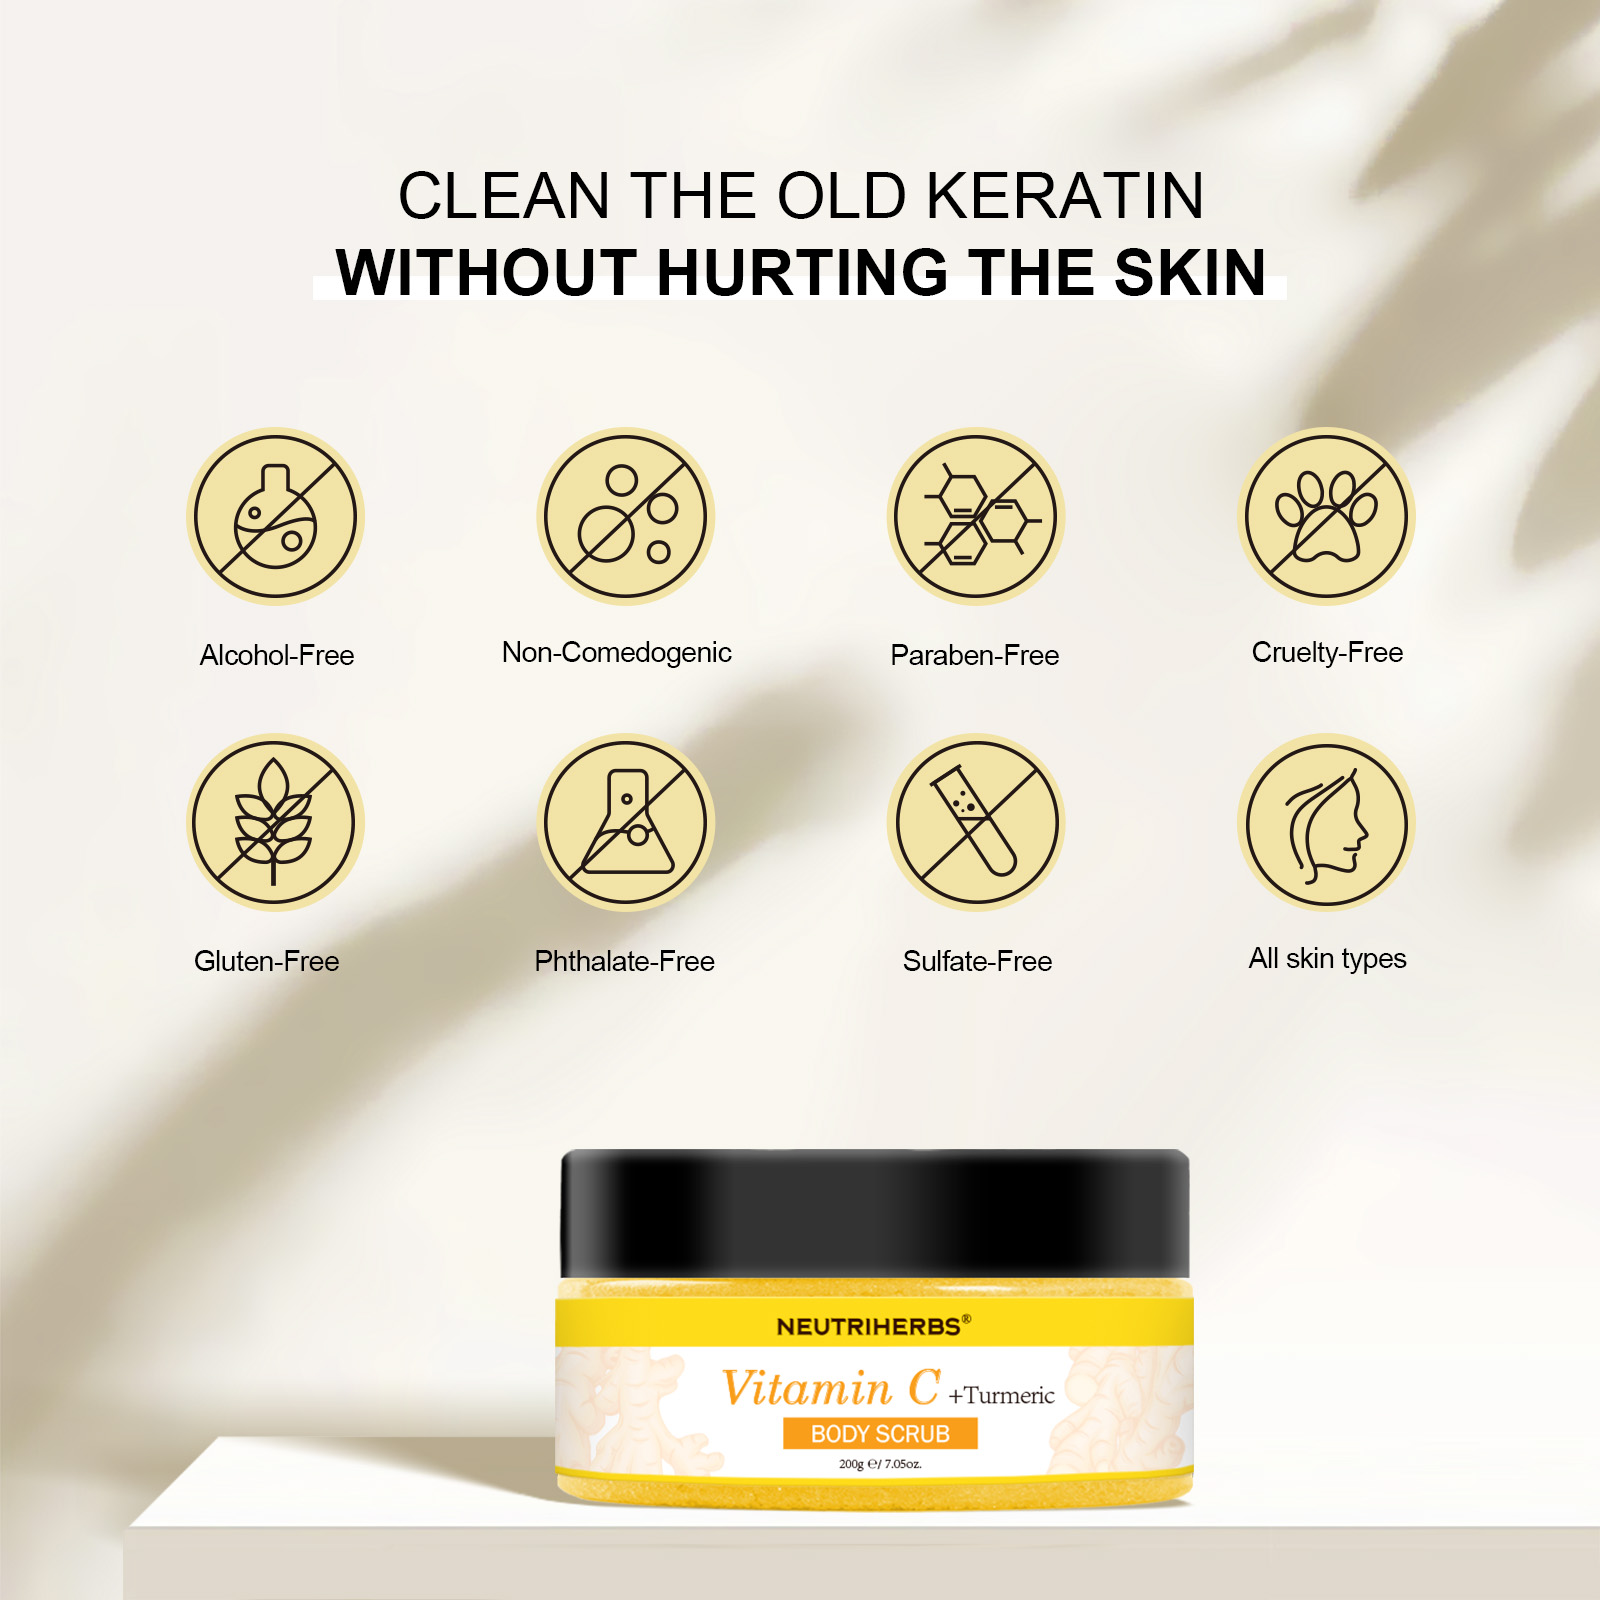 CLEAN THE OLD KERATIN
WITHOUT HURTING THE SKIN
Alcohol-Free
Non-Comedogenic
Paraben-Free
Cruelty-Free
Gluten-Free
Phthalate-Free
Sulfate-Free
All skin types
NEUTRIHERBS®
Vitamin C +Turmeric
BODY SCRUB
200g ℮/ 7.05oz.